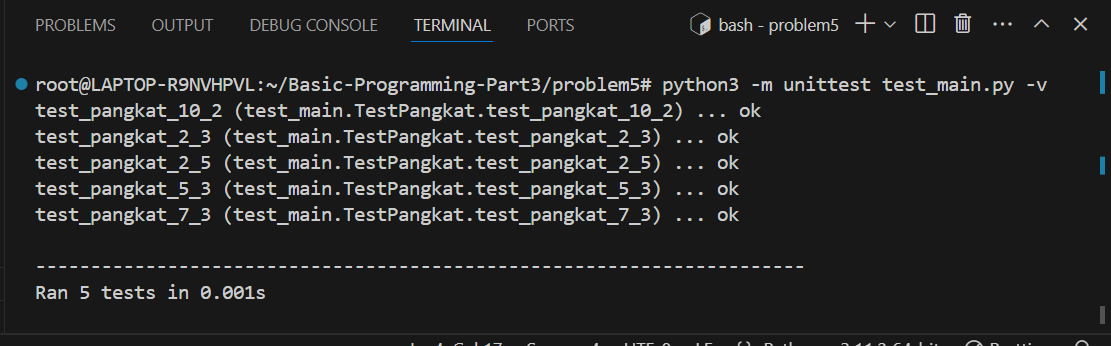 PROBLEMS OUTPUT DEBUG CONSOLE TERMINAL PORTS bash - problem5
root@LAPTOP-R9NVHPVL:~/Basic-Programming-Part3/problem5# python3 -m unittest test_main.py -v
test_pangkat_10_2 (test_main.TestPangkat.test_pangkat_10_2) ... ok
test_pangkat_2_3 (test_main.TestPangkat.test_pangkat_2_3) ... ok
test_pangkat_2_5 (test_main.TestPangkat.test_pangkat_2_5) ... ok
test_pangkat_5_3 (test_main.TestPangkat.test_pangkat_5_3) ... ok
test_pangkat_7_3 (test_main.TestPangkat.test_pangkat_7_3) ... ok
----------------------------------------------------------------------
Ran 5 tests in 0.001s